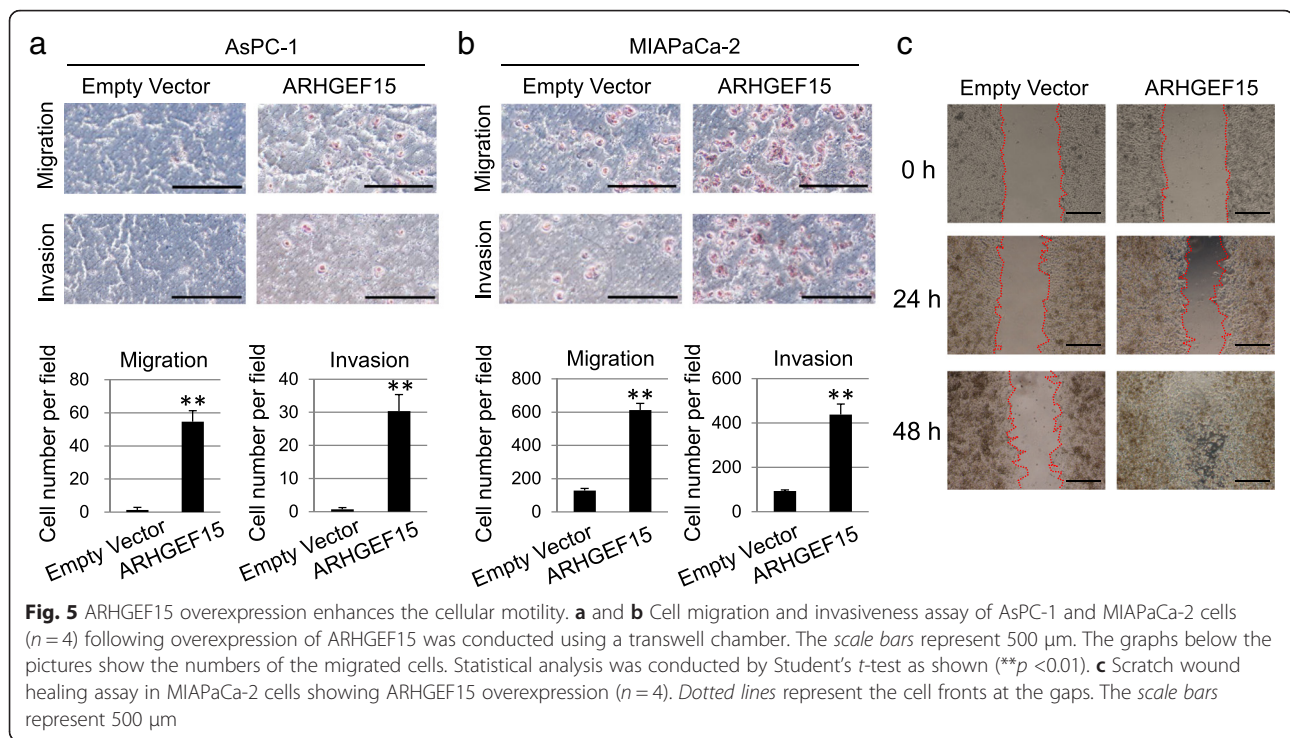 a
AsPC-1
Empty Vector ARHGEF15
Migration
Invasion
Migration
Cell number per field
80
60
40
20
0
**
Empty Vector
ARHGEF15
Invasion
Cell number per field
40
30
20
10
0
**
Empty Vector
ARHGEF15
b
MIAPaCa-2
Empty Vector ARHGEF15
Migration
Invasion
Migration
Cell number per field
800
600
400
200
0
**
Empty Vector
ARHGEF15
Invasion
Cell number per field
600
400
200
0
**
Empty Vector
ARHGEF15
c
Empty Vector ARHGEF15
0 h
24 h
48 h
Fig. 5 ARHGEF15 overexpression enhances the cellular motility. a and b Cell migration and invasiveness assay of AsPC-1 and MIAPaCa-2 cells
(n = 4) following overexpression of ARHGEF15 was conducted using a transwell chamber. The scale bars represent 500 μm. The graphs below the
pictures show the numbers of the migrated cells. Statistical analysis was conducted by Student's t-test as shown (**p <0.01). c Scratch wound
healing assay in MIAPaCa-2 cells showing ARHGEF15 overexpression (n = 4). Dotted lines represent the cell fronts at the gaps. The scale bars
represent 500 μm